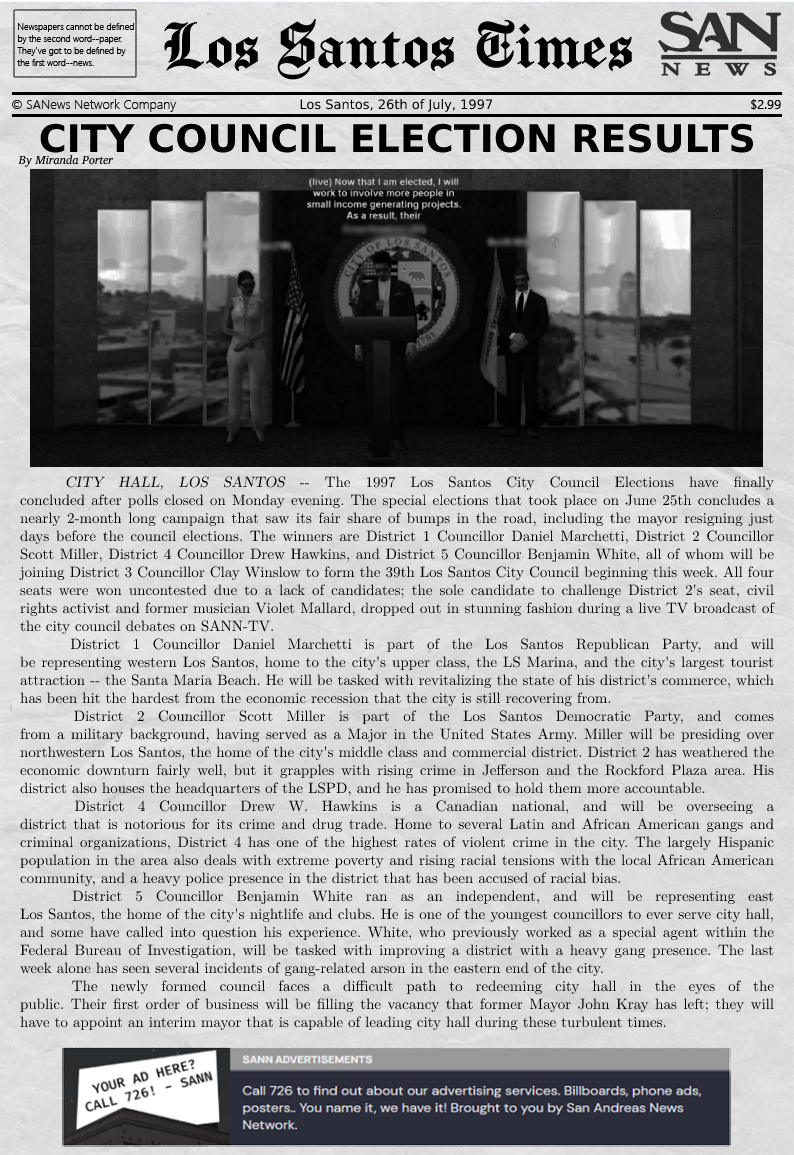 Newspapers cannot be defined
by the second word--paper.
They've got to be defined by
the first word--news.
Los Santos Times
SAN
NEWS
© SANews Network Company
Los Santos, 26th of July, 1997
$2.99
CITY COUNCIL ELECTION RESULTS
By Miranda Porter
(live) Now that I am elected, I will
work to involve more people in
small income generating projects.
As a result, their
CITY OF LOS SANTOS
CITY HALL, LOS SANTOS -- The 1997 Los Santos City Council Elections have finally
concluded after polls closed on Monday evening. The special elections that took place on June 25th concludes a
nearly 2-month long campaign that saw its fair share of bumps in the road, including the mayor resigning just
days before the council elections. The winners are District 1 Councillor Daniel Marchetti, District 2 Councillor
Scott Miller, District 4 Councillor Drew Hawkins, and District 5 Councillor Benjamin White, all of whom will be
joining District 3 Councillor Clay Winslow to form the 39th Los Santos City Council beginning this week. All four
seats were won uncontested due to a lack of candidates; the sole candidate to challenge District 2's seat, civil
rights activist and former musician Violet Mallard, dropped out in stunning fashion during a live TV broadcast of
the city council debates on SANN-TV.
District 1 Councillor Daniel Marchetti is part of the Los Santos Republican Party, and will
be representing western Los Santos, home to the city's upper class, the LS Marina, and the city's largest tourist
attraction -- the Santa Maria Beach. He will be tasked with revitalizing the state of his district's commerce, which
has been hit the hardest from the economic recession that the city is still recovering from.
District 2 Councillor Scott Miller is part of the Los Santos Democratic Party, and comes
from a military background, having served as a Major in the United States Army. Miller will be presiding over
northwestern Los Santos, the home of the city's middle class and commercial district. District 2 has weathered the
economic downturn fairly well, but it grapples with rising crime in Jefferson and the Rockford Plaza area. His
district also houses the headquarters of the LSPD, and he has promised to hold them more accountable.
District 4 Councillor Drew W. Hawkins is a Canadian national, and will be overseeing a
district that is notorious for its crime and drug trade. Home to several Latin and African American gangs and
criminal organizations, District 4 has one of the highest rates of violent crime in the city. The largely Hispanic
population in the area also deals with extreme poverty and rising racial tensions with the local African American
community, and a heavy police presence in the district that has been accused of racial bias.
District 5 Councillor Benjamin White ran as an independent, and will be representing east
Los Santos, the home of the city's nightlife and clubs. He is one of the youngest councillors to ever serve city hall,
and some have called into question his experience. White, who previously worked as a special agent within the
Federal Bureau of Investigation, will be tasked with improving a district with a heavy gang presence. The last
week alone has seen several incidents of gang-related arson in the eastern end of the city.
The newly formed council faces a difficult path to redeeming city hall in the eyes of the
public. Their first order of business will be filling the vacancy that former Mayor John Kray has left; they will
have to appoint an interim mayor that is capable of leading city hall during these turbulent times.
YOUR AD HERE?
CALL 726! - SANN
SANN ADVERTISEMENTS
Call 726 to find out about our advertising services. Billboards, phone ads,
posters.. You name it, we have it! Brought to you by San Andreas News
Network.